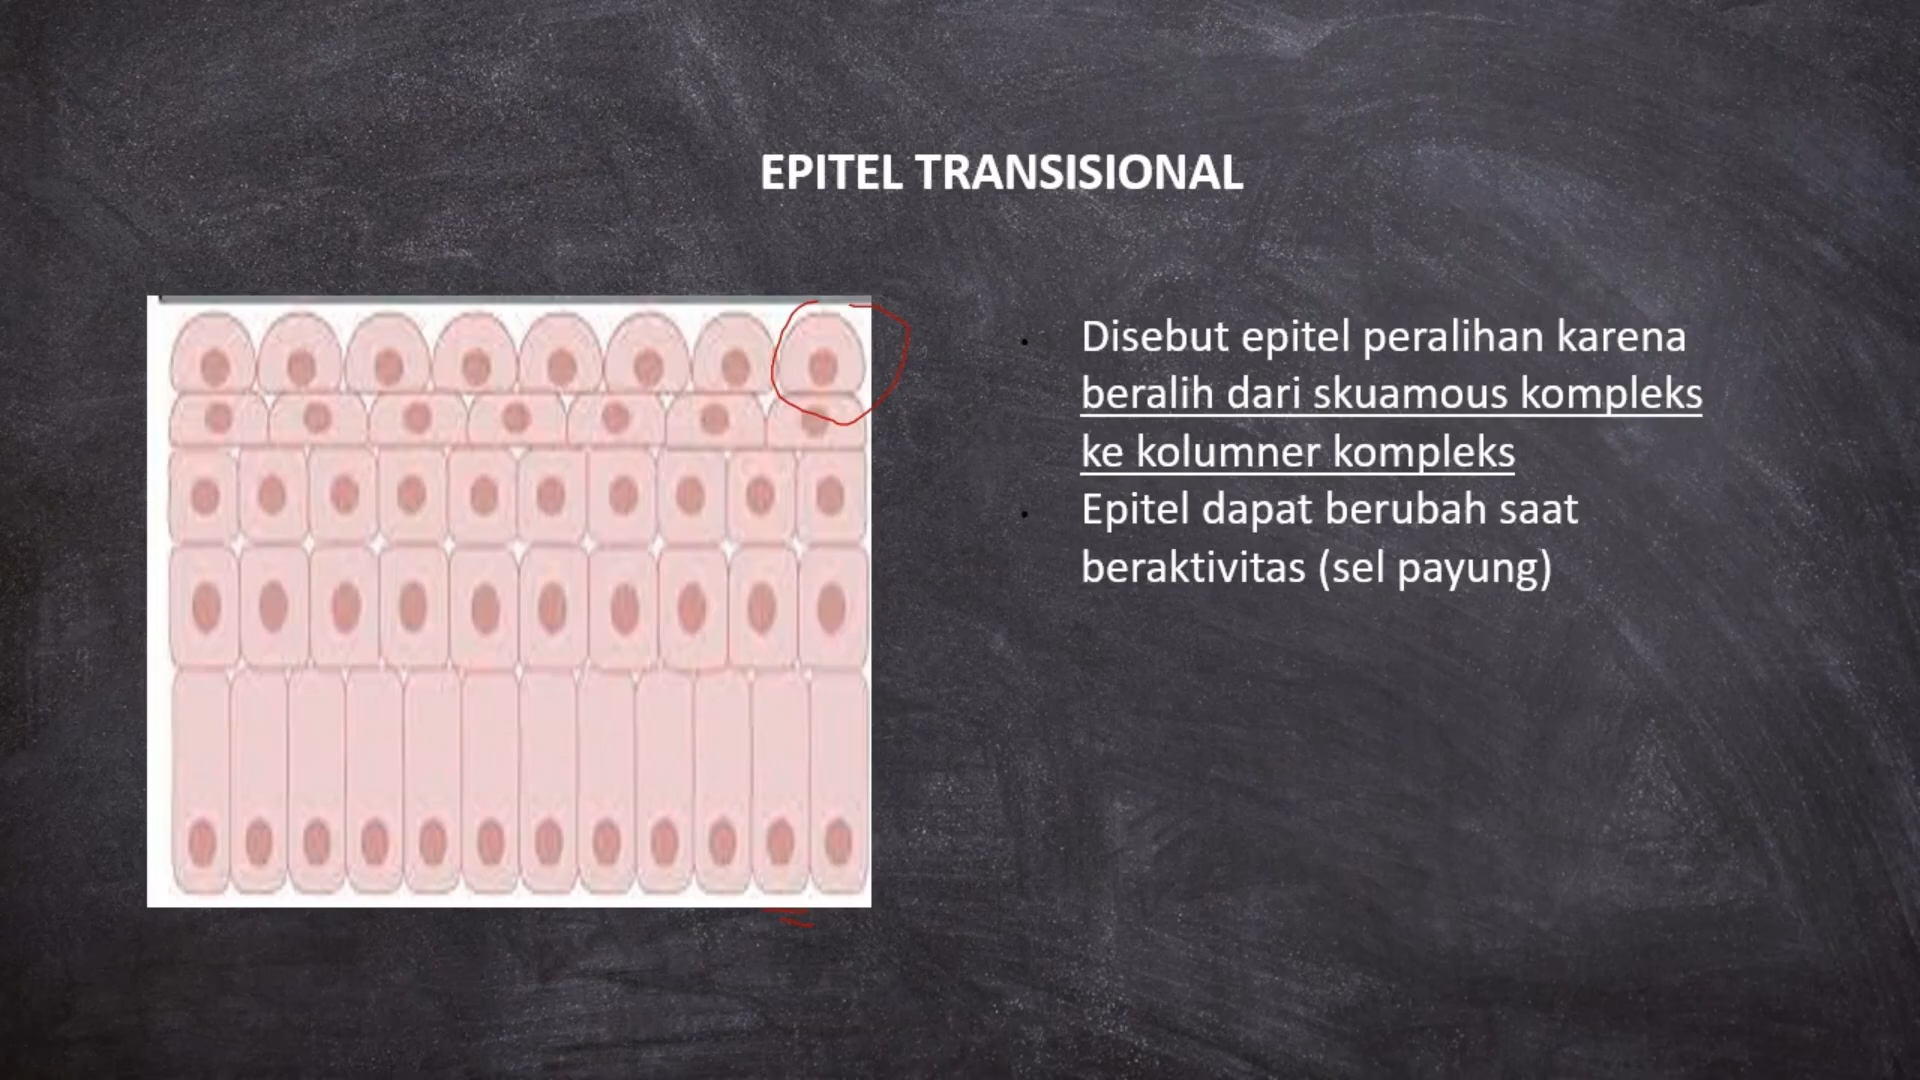 EPITEL TRANSISIONAL
• Disebut epitel peralihan karena
beralih dari skuamous kompleks
ke kolumner kompleks
• Epitel dapat berubah saat
beraktivitas (sel payung)